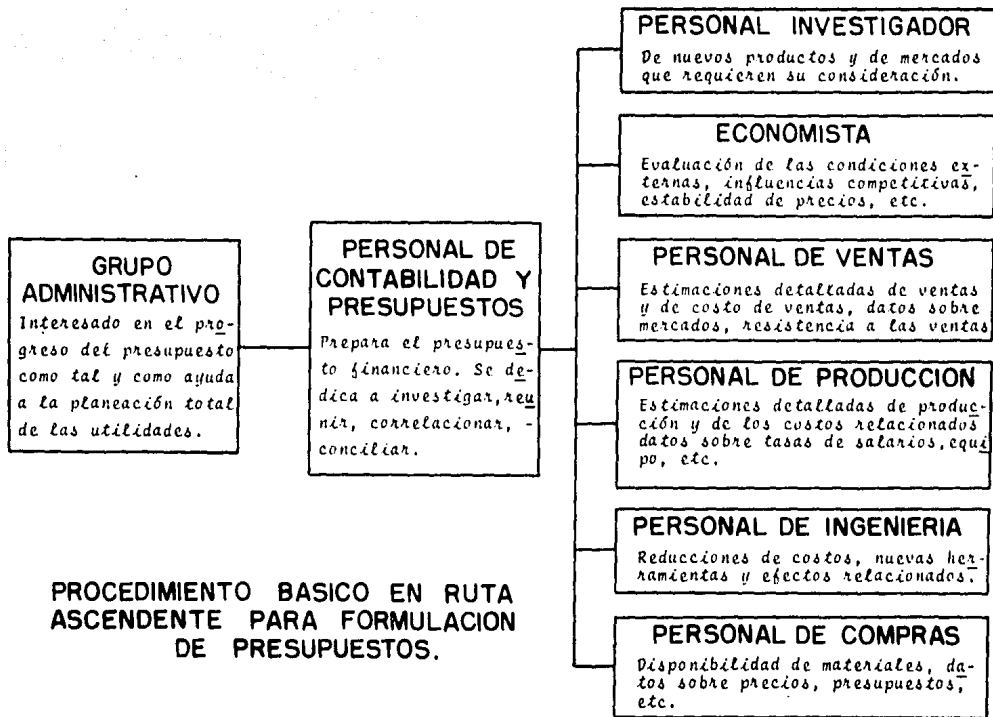 GRUPO
ADMINISTRATIVO
Interesado en el pro-
greso del presupuesto
como tal y como ayuda
a la planeación total
de las utilidades.
PERSONAL DE
CONTABILIDAD Y
PRESUPUESTOS
Prepara el presupues-
to financiero. Se de-
dica a investigar, reu
nir, correlacionar, -
conciliar.
PERSONAL INVESTIGADOR
De nuevos productos y de mercados
que requieren su consideración.
ECONOMISTA
Evaluación de las condiciones ex-
ternas, influencias competitivas,
estabilidad de precios, etc.
PERSONAL DE VENTAS
Estimaciones detalladas de ventas
y de costo de ventas, datos sobre
mercados, resistencia a las ventas
PERSONAL DE PRODUCCION
Estimaciones detalladas de produc-
ción y de los costos relacionados
datos sobre tasas de salarios, equi
po, etc.
PERSONAL DE INGENIERIA
Reducciones de costos, nuevas her-
ramientas y efectos relacionados.
PERSONAL DE COMPRAS
Disponibilidad de materiales, da-
tos sobre precios, presupuestos,
etc.
PROCEDIMIENTO BASICO EN RUTA
ASCENDENTE PARA FORMULACION
DE PRESUPUESTOS.